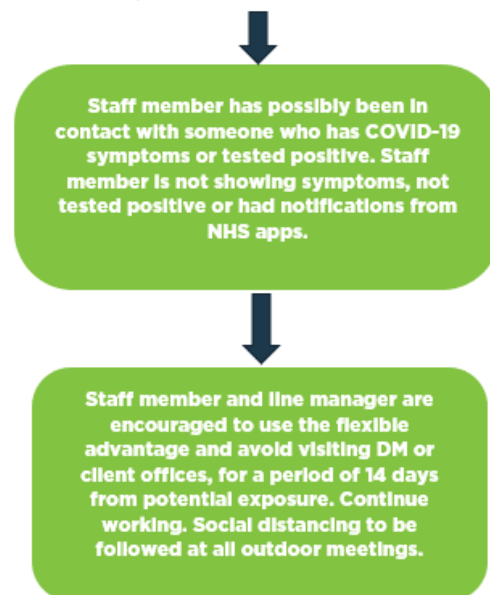 Staff member has possibly been in
contact with someone who has COVID-19
symptoms or tested positive. Staff
member is not showing symptoms, not
tested positive or had notifications from
NHS apps.
Staff member and line manager are
encouraged to use the flexible
advantage and avoid visiting DM or
client offices, for a period of 14 days
from potential exposure. Continue
working. Social distancing to be
followed at all outdoor meetings.